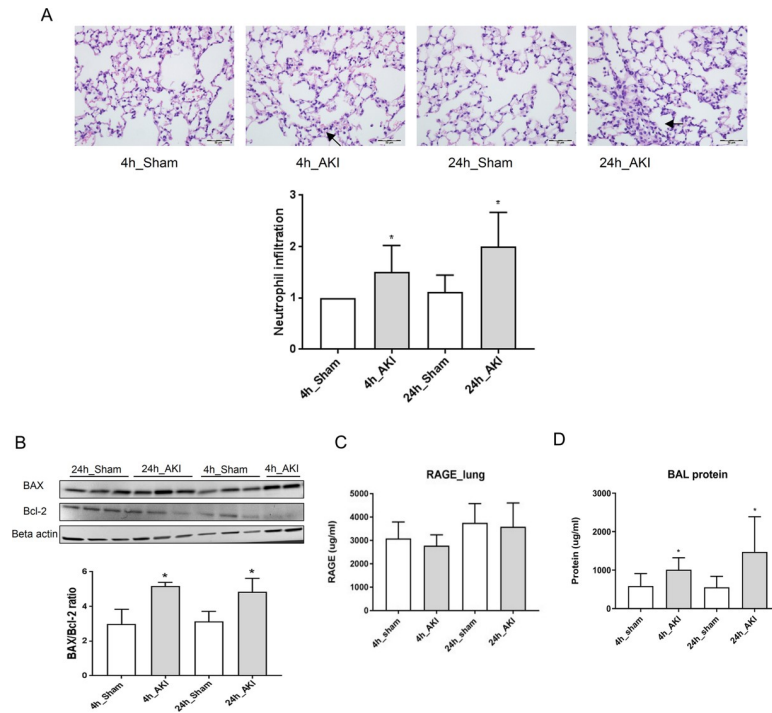 A
4h_Sham 4h_AKI 24h_Sham 24h_AKI
Neutrophil infiltration
3
2
1
0
* *
4h_Sham 4h_AKI 24h_Sham 24h_AKI
B
24h_Sham 24h_AKI 4h_Sham 4h_AKI
BAX
Bcl-2
Beta actin
BAX/Bcl-2 ratio
6
4
2
0
* *
4h_Sham 4h_AKI 24h_Sham 24h_AKI
C
RAGE_lung
RAGE (ug/ml)
5000
4000
3000
2000
1000
0
4h_sham 4h_AKI 24h_sham 24h_AKI
D
BAL protein
Protein (ug/ml)
3000
2000
1000
0
* *
4h_sham 4h_AKI 24h_sham 24h_AKI